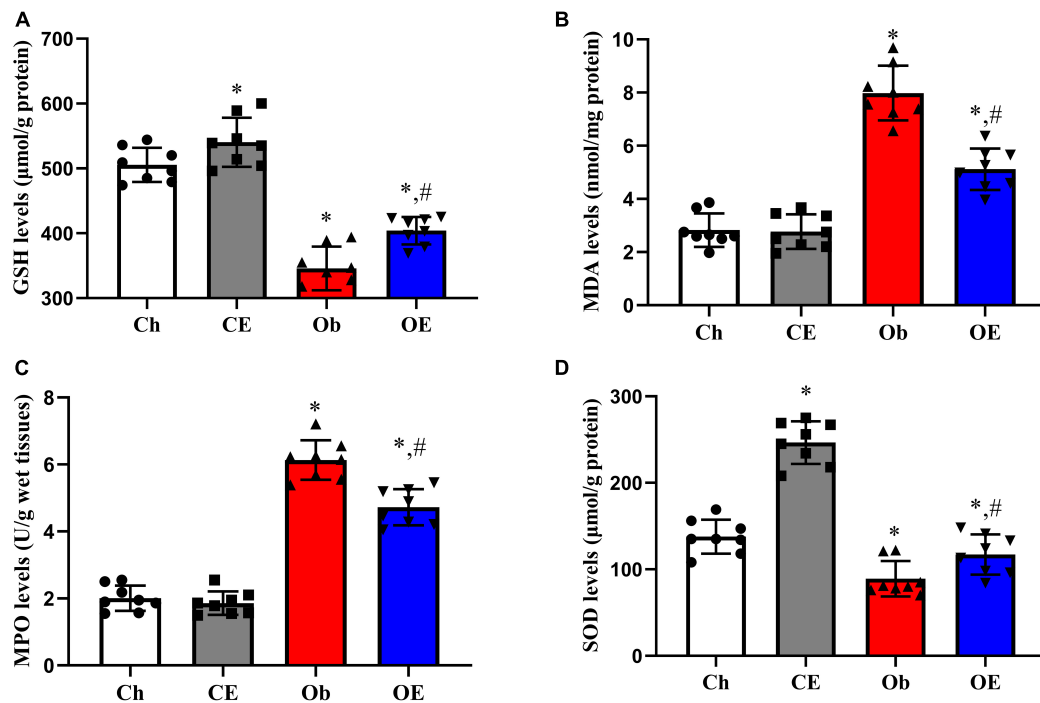 A
GSH levels (μmol/g protein)
700
600
500
400
300
*
*
*,#
Ch CE Ob OE
B
MDA levels (nmol/mg protein)
10
8
6
4
2
0
*
*,#
Ch CE Ob OE
C
MPO levels (U/g wet tissues)
8
6
4
2
0
*
*,#
Ch CE Ob OE
D
SOD levels (μmol/g protein)
300
200
100
0
*
*
*,#
Ch CE Ob OE